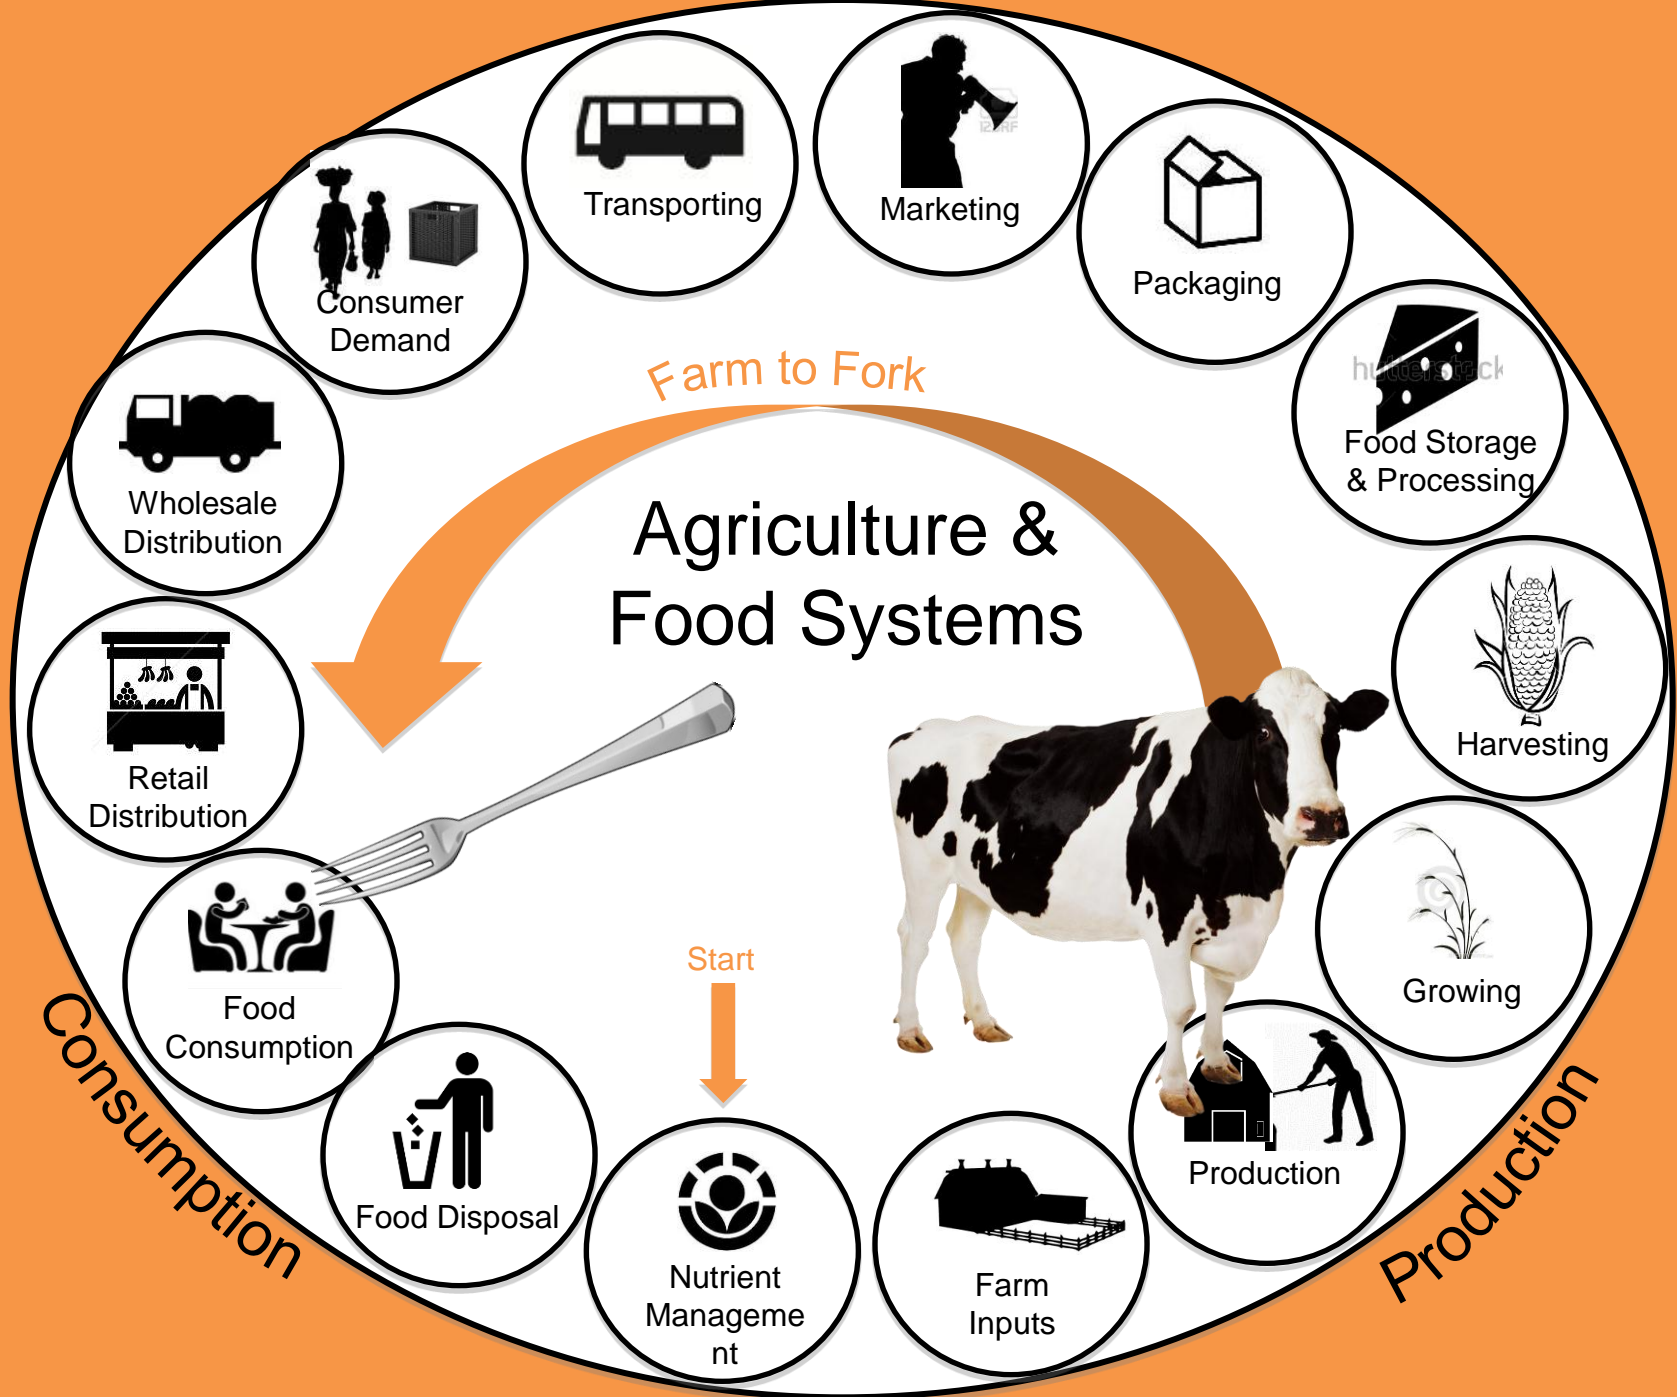 Transporting
Marketing
Packaging
Consumer
Demand
Farm to Fork
Food Storage
& Processing
Wholesale
Distribution
Agriculture &
Food Systems
Harvesting
Retail
Distribution
Growing
Start
Food
Consumption
Consumption
Production
Production
Food Disposal
Nutrient
Manageme
nt
Farm
Inputs